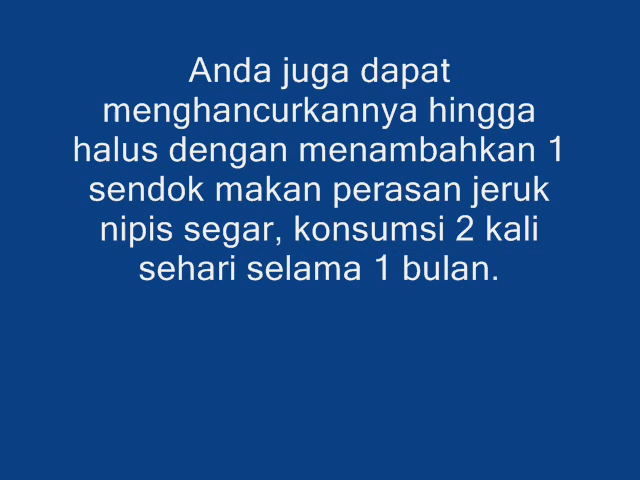 Anda juga dapat
menghancurkannya hingga
halus dengan menambahkan 1
sendok makan perasan jeruk
nipis segar, konsumsi 2 kali
sehari selama 1 bulan.